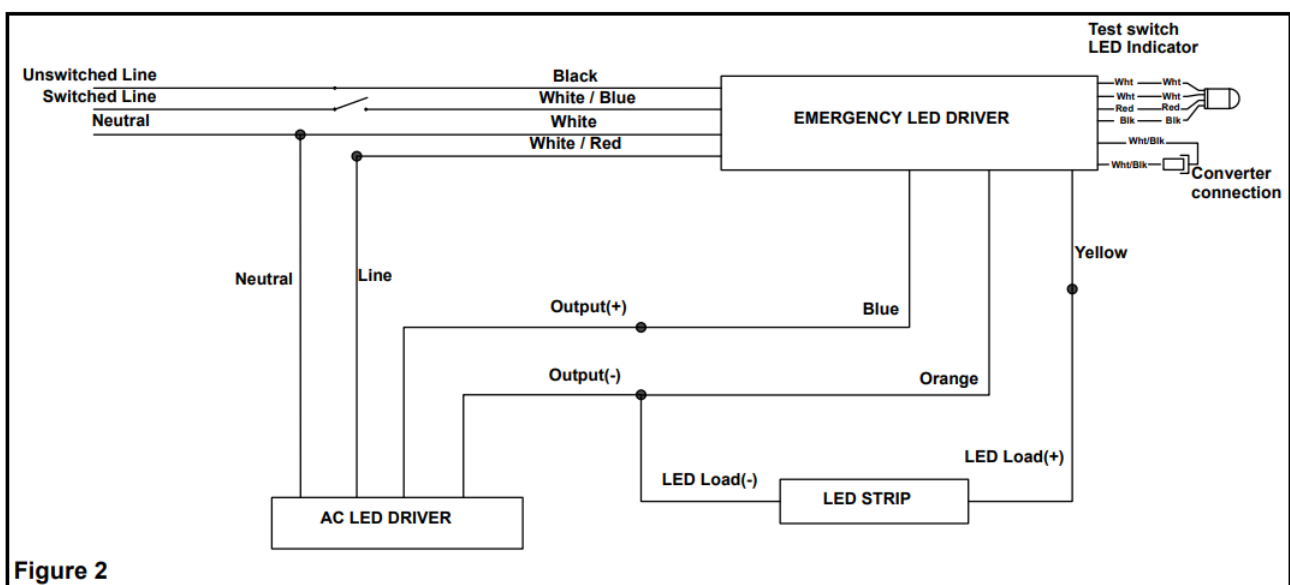 Test switch
LED Indicator
Unswitched Line
Black
Wht
Wht
Switched Line
White / Blue
Wht
Wht
Red
Red
Neutral
White
EMERGENCY LED DRIVER
Blk
Blk
White / Red
Wht/Blk
Wht/Blk
Converter
connection
Yellow
Neutral
Line
Output(+)
Blue
Output(-)
Orange
LED Load(+)
LED Load(-)
LED STRIP
AC LED DRIVER
Figure 2